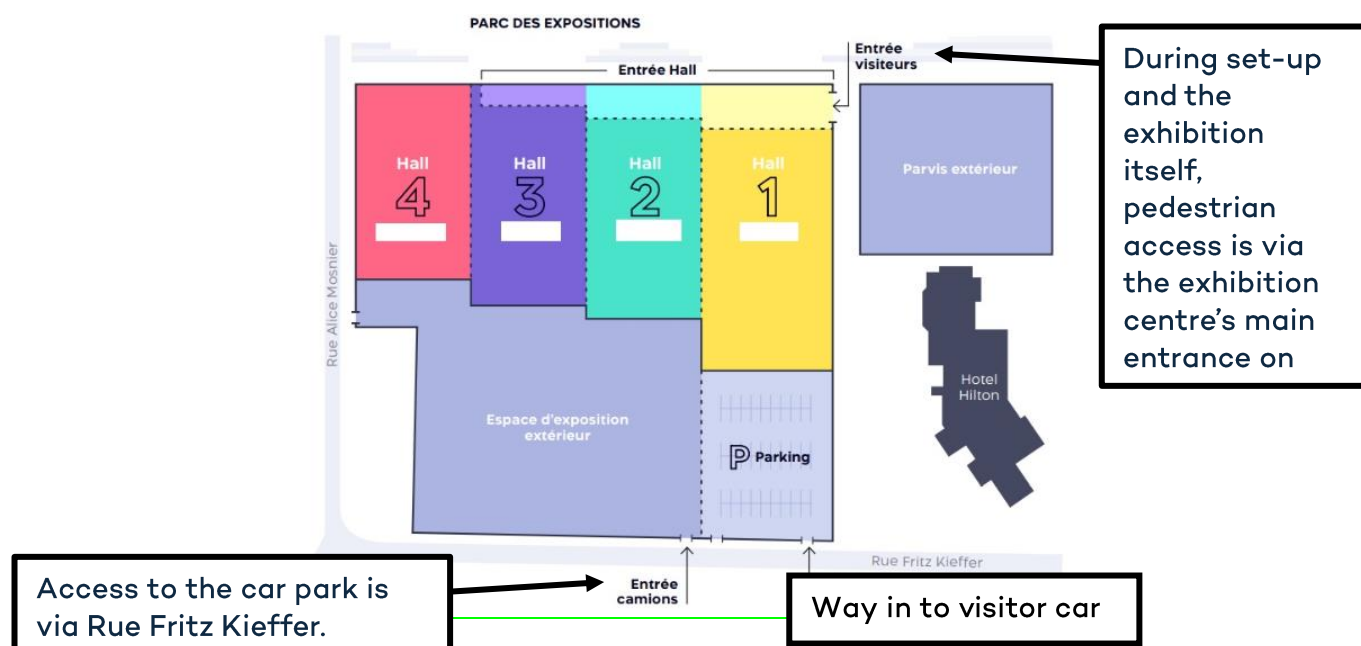 PARC DES EXPOSITIONS
Entrée
visiteurs
Entrée Hall
During set-up
and the
exhibition
itself,
pedestrian
access is via
the exhibition
centre's main
entrance on
Hall
4
Hall
3
Hall
2
Hall
1
Parvis extérieur
Rue Alice Mosnier
Hotel
Hilton
Espace d'exposition
extérieur
P Parking
Rue Fritz Kieffer
Entrée
camions
Access to the car park is
via Rue Fritz Kieffer.
Way in to visitor car